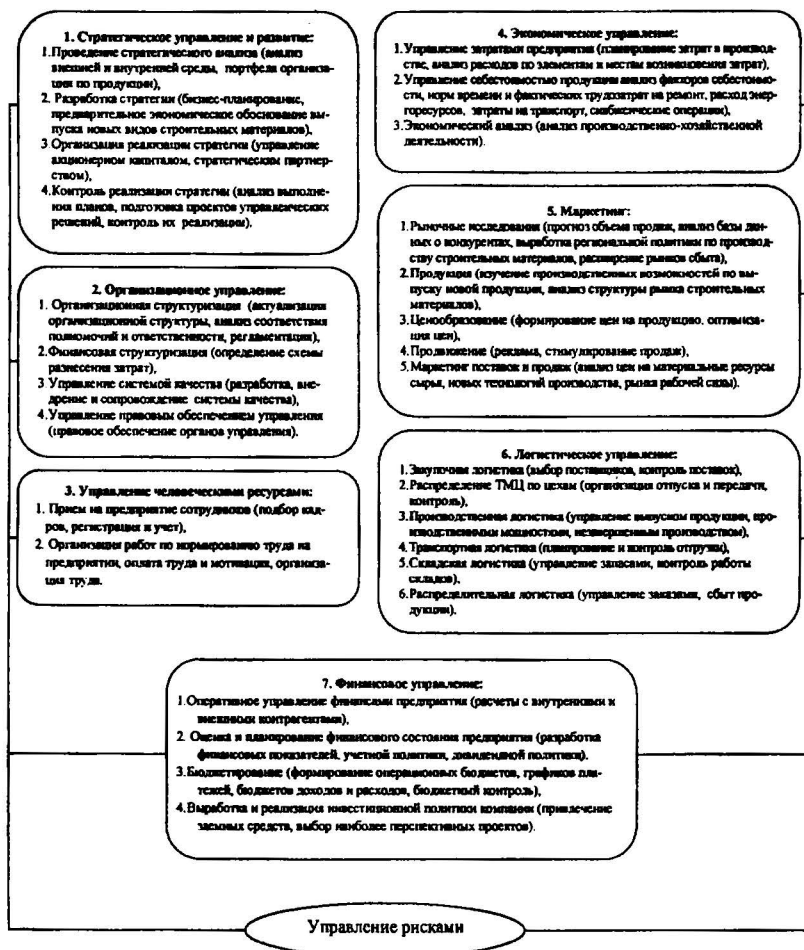 1. Стратегическое управление и развитие:
1.Проведение стратегического анализа (анализ
внешней и внутренней среды, портфеля организа-
ции по продукции),
2. Разработка стратегии (бизнес-планирование,
предварительное экономическое обоснование вы-
пуска новых видов строительных материалов),
3 Организация реализации стратегии (управление
акционерном капиталом, стратегическим партнер-
ством),
4.Контроль реализации стратегии (анализ выполне-
ния планов, подготовка проектов управленческих
решений, контроль их реализации).
2. Организационное управление:
1. Организационная структуризация (актуализация
организационной структуры, анализ соответствия
полномочий и ответственности, регламентация),
2.Финансовая структуризация (определение схемы
разнесения затрат),
3 Управление системой качества (разработка, вне-
дрение и сопровождение системы качества),
4.Управление правовым обеспечением управления
(правовое обеспечение органов управления).
3. Управление человеческими ресурсами:
1. Прием на предприятие сотрудников (подбор кад-
ров, регистрация и учет),
2. Организация работ по нормированию труда на
предприятии, оплата труда и мотивация, организа-
ция труда.
4. Экономическое управление:
1.Управление затратами предприятия (планирование затрат в производ-
стве, анализ расходов по элементам и местам возникновения затрат),
2.Управление себестоимостью продукции анализ факторов себестоимо-
сти, норм времени и фактических трудозатрат на ремонт, расход энер-
горесурсов, затраты на транспорт, снабженческие операции),
3.Экономический анализ (анализ производственно-хозяйственной
деятельности).
5. Маркетинг:
1.Рыночные исследования (прогноз объема продаж, анализ базы дан-
ных о конкурентах, выработка региональной политики по производ-
ству строительных материалов, расширение рынков сбыта),
2.Продукция (изучение производственных возможностей по вы-
пуску новой продукции, анализ структуры рынка строительных
материалов),
3.Ценообразование (формирование цен на продукцию, оптимиза-
ция цен),
4. Продвижение (реклама, стимулирование продаж),
5. Маркетинг поставок и продаж (анализ цен на материальные ресурсы
сырья, новых технологий производства, рынка рабочей силы).
6. Логистическое управление:
1.Закупочная логистика (выбор поставщиков, контроль поставок),
2.Распределение ТМЦ по цехам (организация отпуска и передачи,
контроль),
3.Производственная логистика (управление выпуском продукции, про-
изводственными мощностями, незавершенным производством),
4. Транспортная логистика (планирование и контроль отгрузки),
5. Складская логистика (управление запасами, контроль работы
складов),
6.Распределительная логистика (управление заказами, сбыт про-
дукции).
7. Финансовое управление:
1.Оперативное управление финансами предприятия (расчеты с внутренними и
внешними контрагентами),
2. Оценка и планирование финансового состояния предприятия (разработка
финансовых показателей, учетной политики, дивидендной политики).
3.Бюджетирование (формирование операционных бюджетов, графиков пла-
тежей, бюджетов доходов и расходов, бюджетный контроль),
4.Выработка и реализация инвестиционной политики компании (привлечение
заемных средств, выбор наиболее перспективных проектов).
Управление рисками